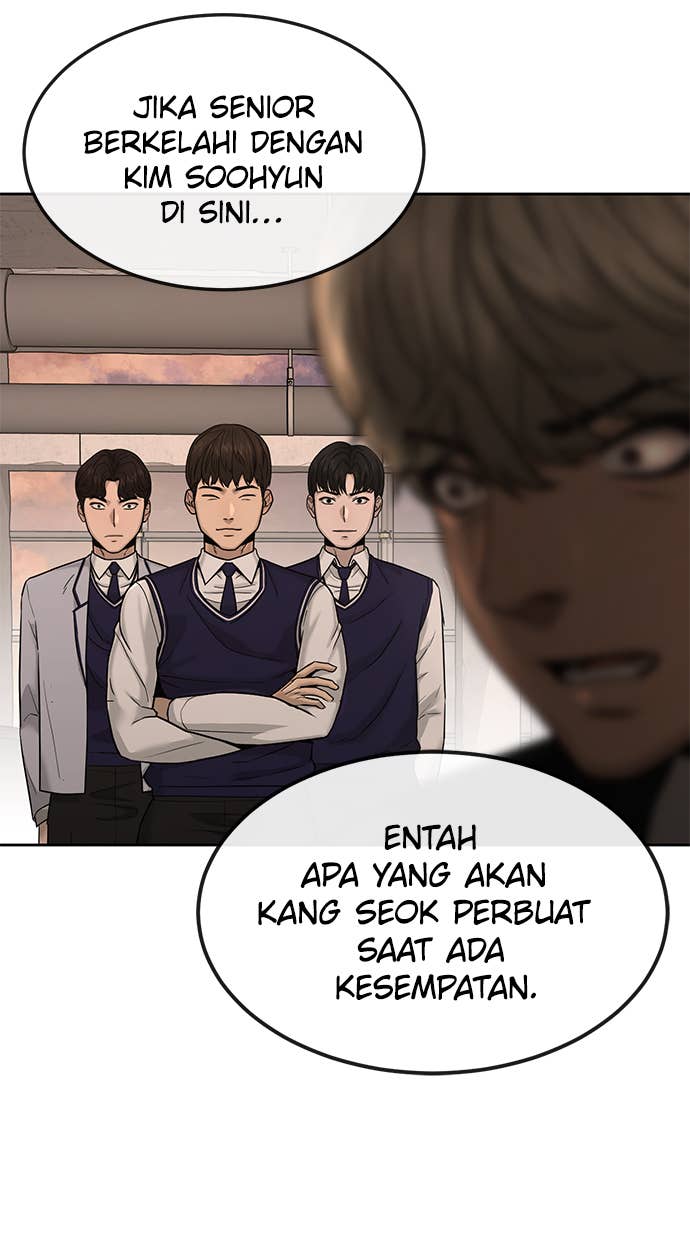 JIKA SENIOR
BERKELAHI DENGAN
KIM SOOHYUN
DI SINI...
ENTAH
APA YANG AKAN
KANG SEOK PERBUAT
SAAT ADA
KESEMPATAN.